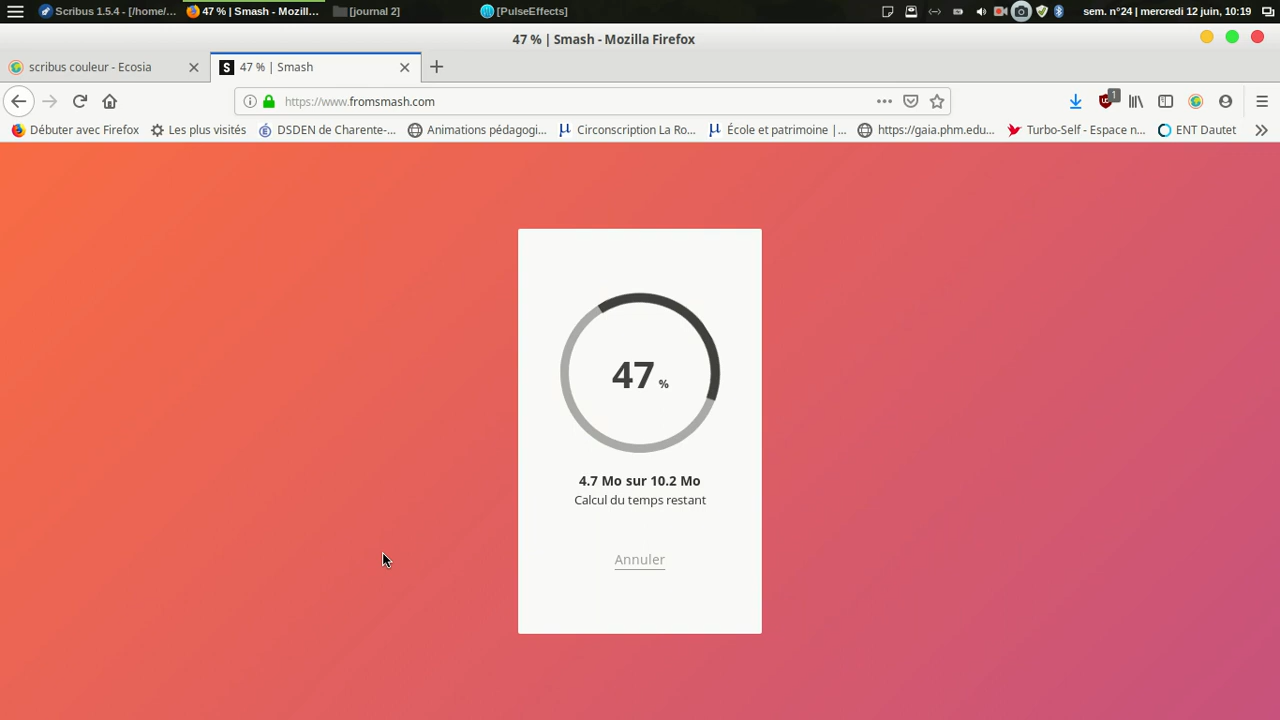 Scribus 1.5.4 - [/home/...
47 % | Smash - Mozill...
[journal 2]
[PulseEffects]
sem. n°24 | mercredi 12 juin, 10:19
47 % | Smash - Mozilla Firefox
scribus couleur - Ecosia
S
47 % | Smash
https://www.fromsmash.com
1
Débuter avec Firefox
Les plus visités
DSDEN de Charente-...
Animations pédagogi...
Circonscription La Ro...
École et patrimoine |...
https://gaia.phm.edu...
Turbo-Self - Espace n...
ENT Dautet
47 %
4.7 Mo sur 10.2 Mo
Calcul du temps restant
Annuler